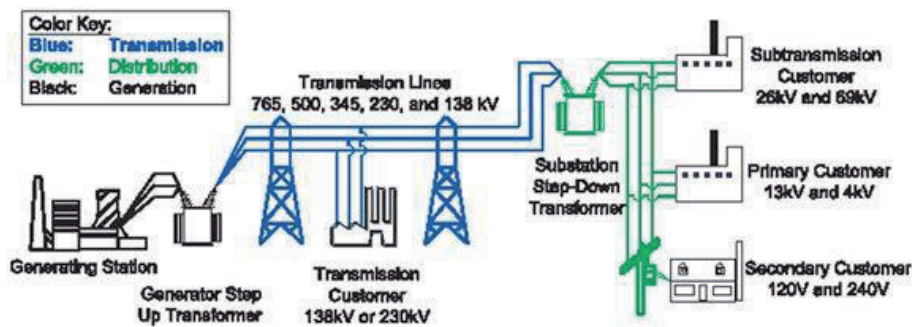 Color Key:
Blue: Transmission
Green: Distribution
Black: Generation
Transmission Lines
765, 500, 345, 230, and 138 kV
Subtransmission
Customer
26kV and 69kV
Substation
Step-Down
Transformer
Primary Customer
13kV and 4kV
Generating Station
Generator Step
Up Transformer
Transmission
Customer
138kV or 230kV
Secondary Customer
120V and 240V